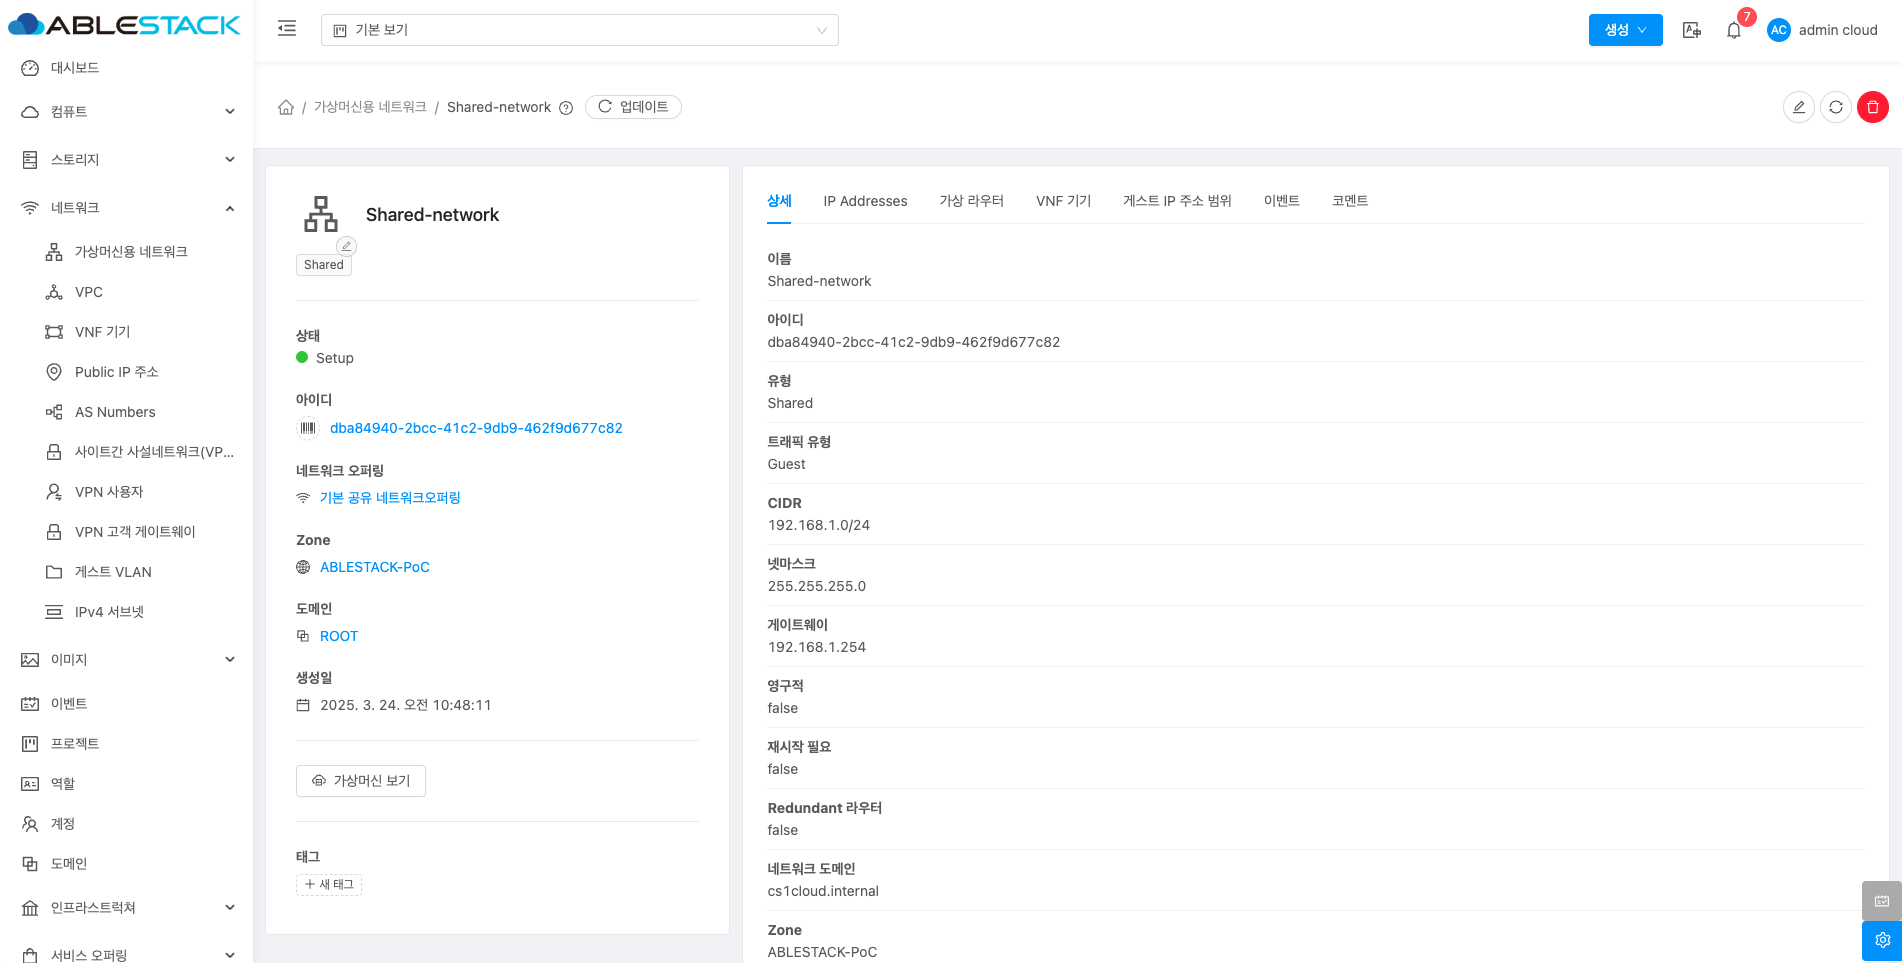 ABLESTACK
기본 보기
생성
7
AC
admin cloud
대시보드
컴퓨트
스토리지
네트워크
가상머신용 네트워크
VPC
VNF 기기
Public IP 주소
AS Numbers
사이트간 사설네트워크(VP...
VPN 사용자
VPN 고객 게이트웨이
게스트 VLAN
IPv4 서브넷
이미지
이벤트
프로젝트
역할
계정
도메인
인프라스트럭쳐
서비스 오퍼링
/ 가상머신용 네트워크 / Shared-network
업데이트
Shared-network
Shared
상태
Setup
아이디
dba84940-2bcc-41c2-9db9-462f9d677c82
네트워크 오퍼링
기본 공유 네트워크오퍼링
Zone
ABLESTACK-PoC
도메인
ROOT
생성일
2025. 3. 24. 오전 10:48:11
가상머신 보기
태그
+ 새 태그
상세
IP Addresses
가상 라우터
VNF 기기
게스트 IP 주소 범위
이벤트
코멘트
이름
Shared-network
아이디
dba84940-2bcc-41c2-9db9-462f9d677c82
유형
Shared
트래픽 유형
Guest
CIDR
192.168.1.0/24
넷마스크
255.255.255.0
게이트웨이
192.168.1.254
영구적
false
재시작 필요
false
Redundant 라우터
false
네트워크 도메인
cs1cloud.internal
Zone
ABLESTACK-PoC